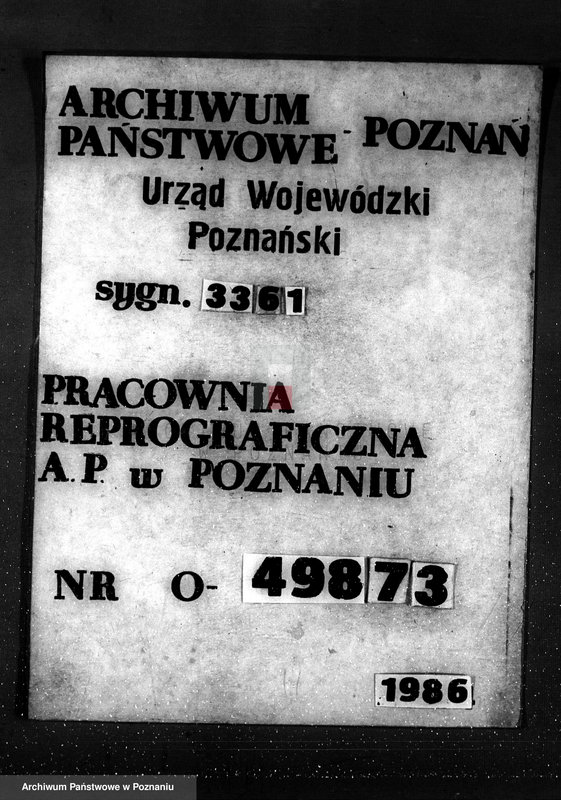 ARCHIWUM
PAŃSTWOWE - POZNAŃ
Urząd Wojewódzki
Poznański
sygn. 3361
PRACOWNIA
REPROGRAFICZNA
A.P. w POZNANIU
NR O- 49873
1986
Archiwum Państwowe w Poznaniu